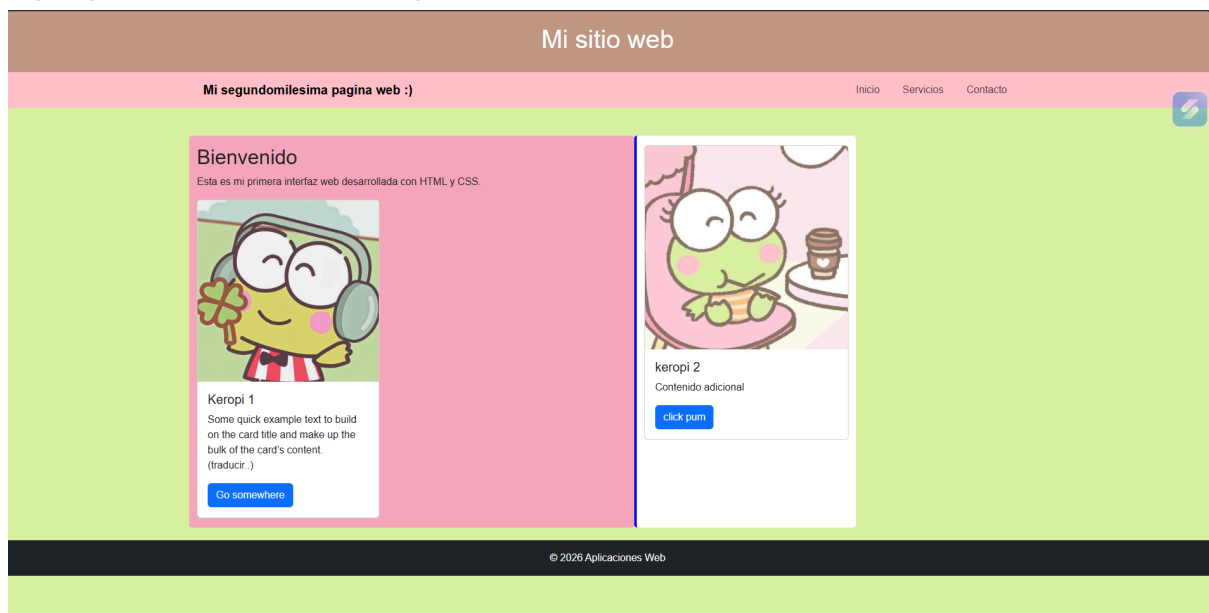 Mi sitio web
Mi segundomilesima pagina web :)
Inicio Servicios Contacto
Bienvenido
Esta es mi primera interfaz web desarrollada con HTML y CSS.
Keropi 1
Some quick example text to build
on the card title and make up the
bulk of the card's content.
(traducir..)
Go somewhere
keropi 2
Contenido adicional
click pum
© 2026 Aplicaciones Web